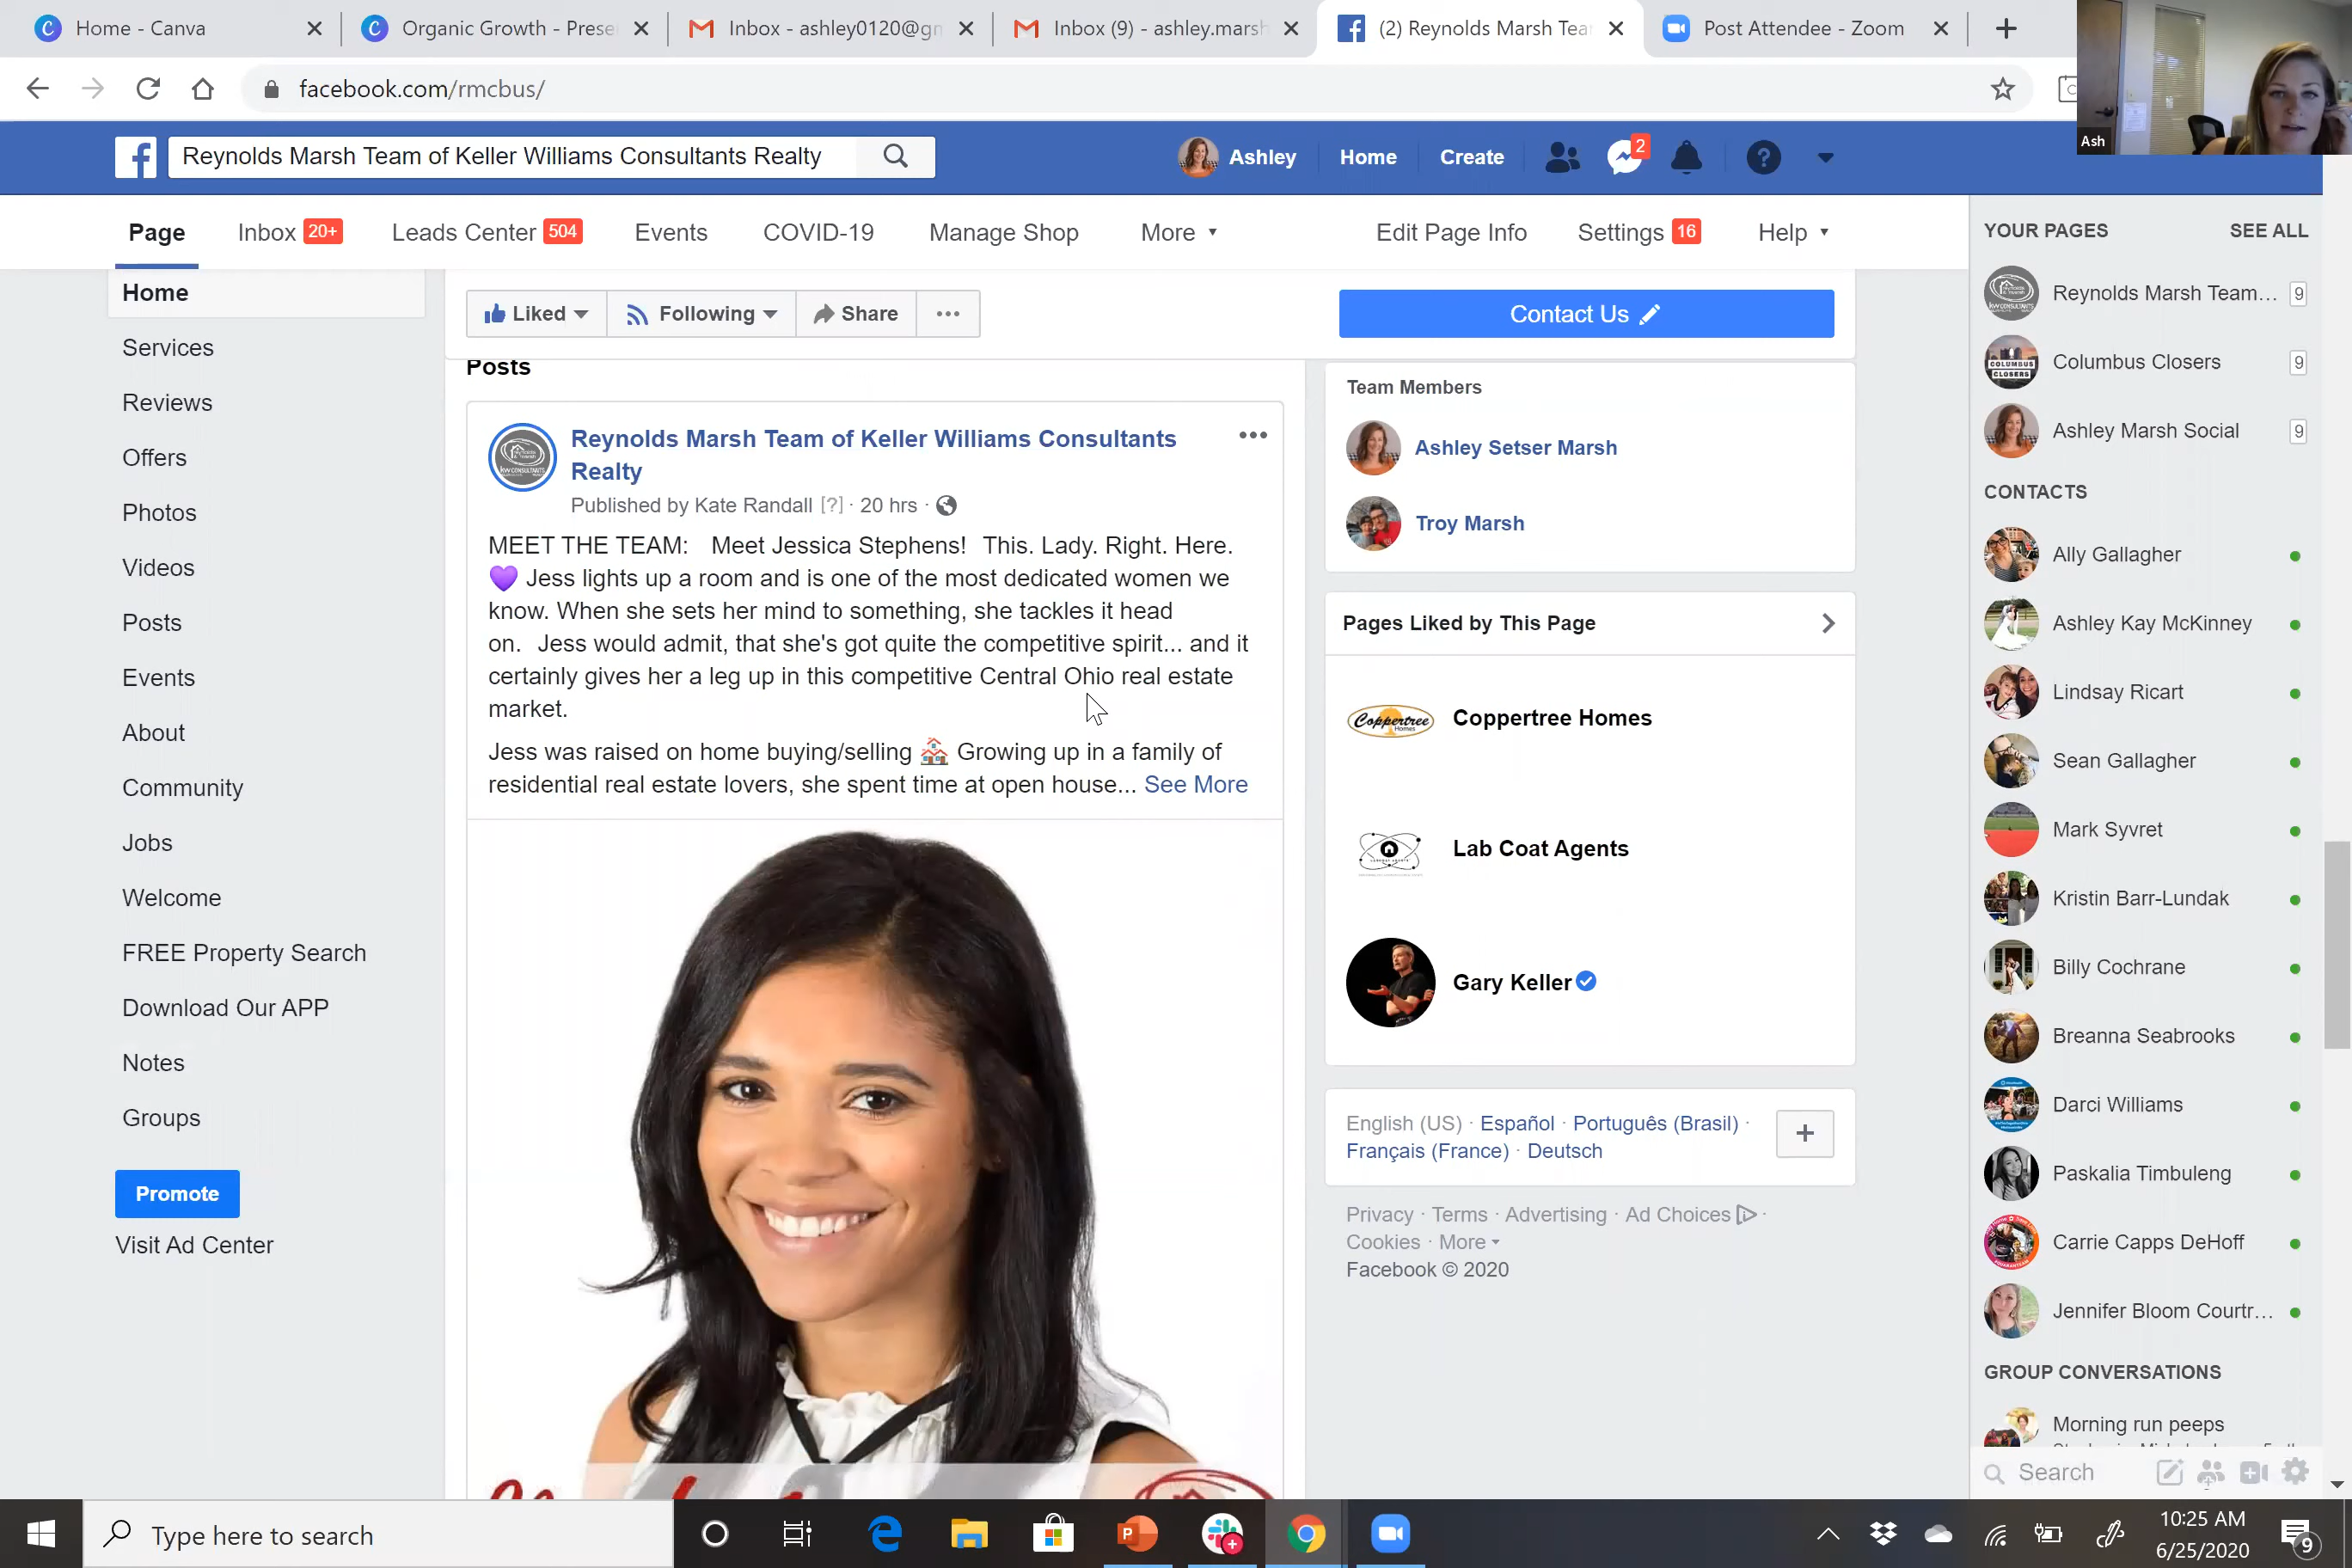 Home - Canva
Organic Growth - Prese
Inbox - ashley0120@gm
Inbox (9) - ashley.marsh
(2) Reynolds Marsh Tea
Post Attendee - Zoom
facebook.com/rmcbus/
Ash
Reynolds Marsh Team of Keller Williams Consultants Realty
Ashley
Home
Create
2
Page
Inbox 20+
Leads Center 504
Events
COVID-19
Manage Shop
More
Edit Page Info
Settings 16
Help
Home
Services
Reviews
Offers
Photos
Videos
Posts
Events
About
Community
Jobs
Welcome
FREE Property Search
Download Our APP
Notes
Groups
Promote
Visit Ad Center
Liked
Following
Share
Contact Us
Posts
Reynolds Marsh Team of Keller Williams Consultants
Realty
Published by Kate Randall [?] · 20 hrs ·
MEET THE TEAM: Meet Jessica Stephens! This. Lady. Right. Here.
💜 Jess lights up a room and is one of the most dedicated women we
know. When she sets her mind to something, she tackles it head
on. Jess would admit, that she's got quite the competitive spirit... and it
certainly gives her a leg up in this competitive Central Ohio real estate
market.
Jess was raised on home buying/selling 🏘️ Growing up in a family of
residential real estate lovers, she spent time at open house... See More
Team Members
Ashley Setser Marsh
Troy Marsh
Pages Liked by This Page
Coppertree Homes
Coppertree Homes
Lab Coat Agents
Gary Keller
English (US) · Español · Português (Brasil) ·
Français (France) · Deutsch
Privacy · Terms · Advertising · Ad Choices ·
Cookies · More
Facebook © 2020
YOUR PAGES
SEE ALL
Reynolds Marsh Team... 9
Columbus Closers 9
COLUMBUS
CLOSERS
Ashley Marsh Social 9
CONTACTS
Ally Gallagher
Ashley Kay McKinney
Lindsay Ricart
Sean Gallagher
Mark Syvret
Kristin Barr-Lundak
Billy Cochrane
Breanna Seabrooks
Darci Williams
Paskalia Timbuleng
Carrie Capps DeHoff
Jennifer Bloom Courtr...
GROUP CONVERSATIONS
Morning run peeps
Search
Type here to search
10:25 AM
6/25/2020
9